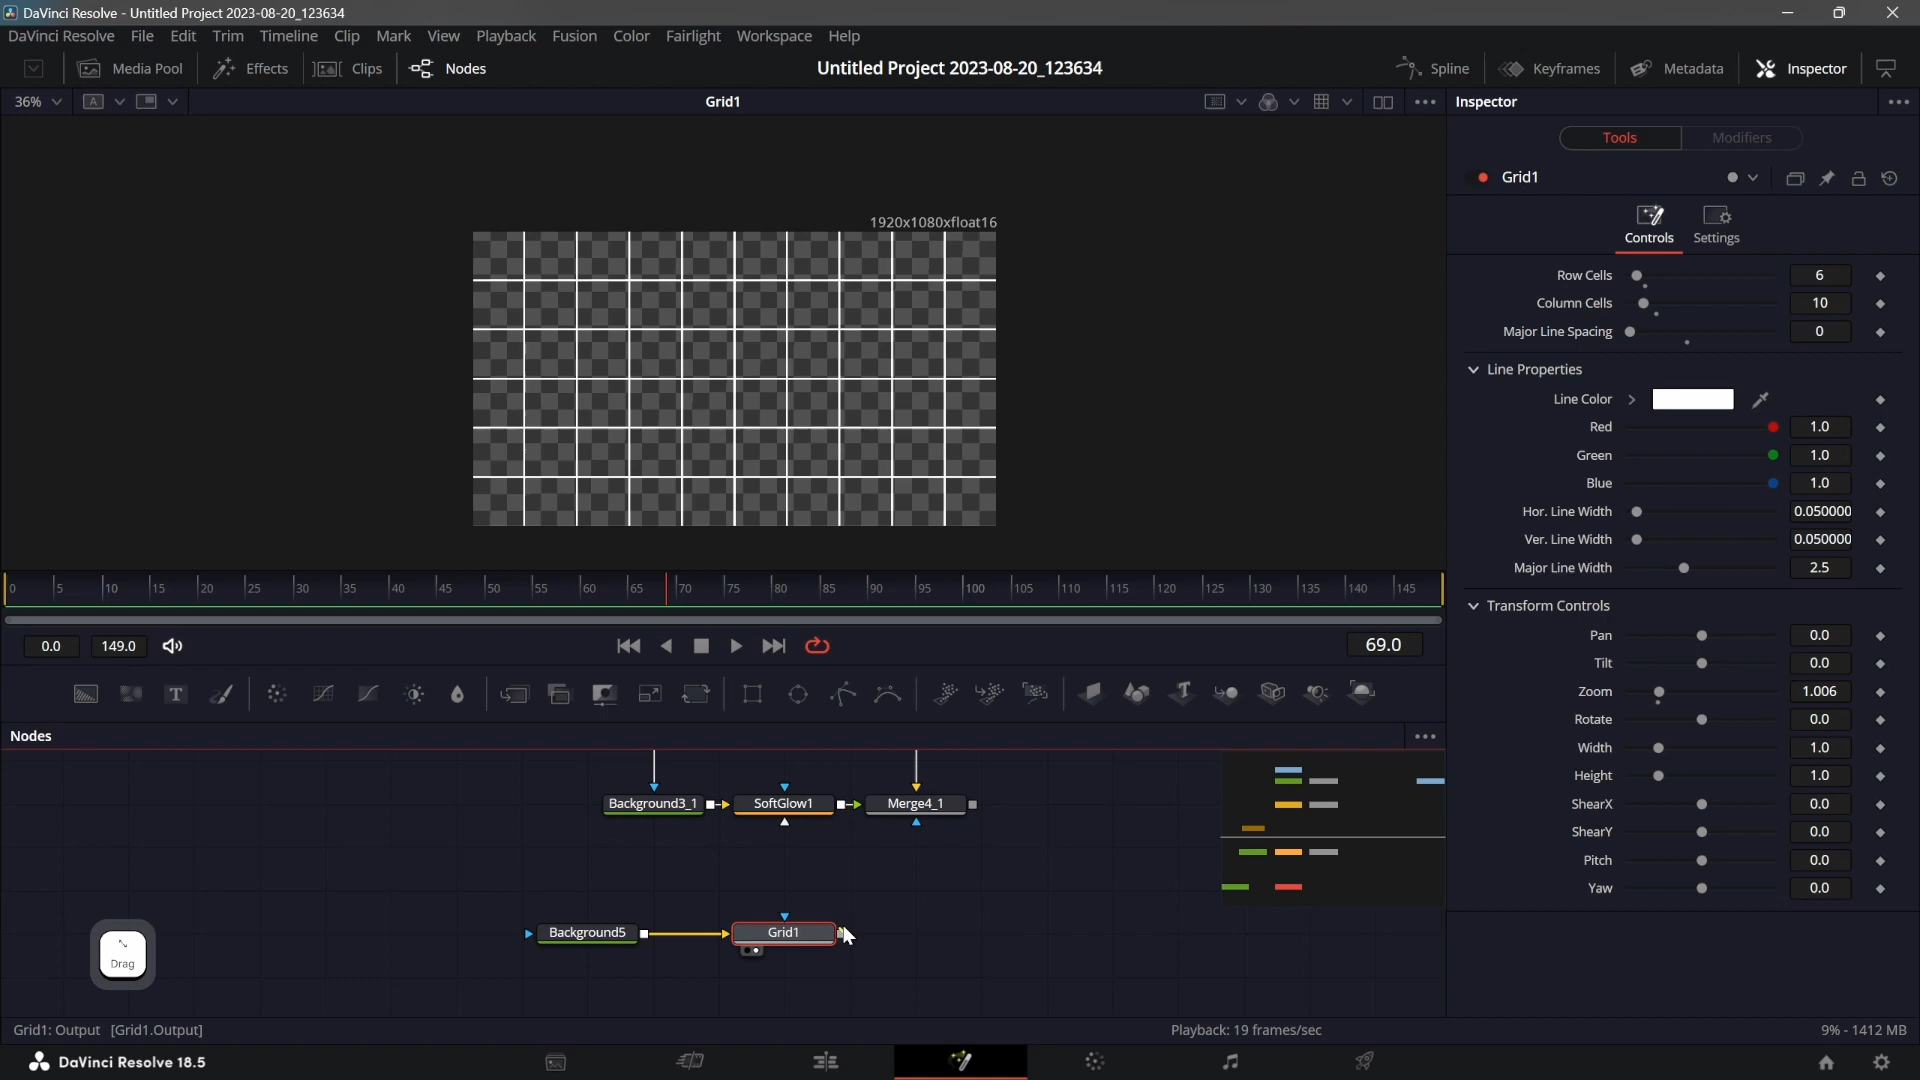 DaVinci Resolve - Untitled Project 2023-08-20_123634
DaVinci Resolve File Edit Trim Timeline Clip Mark View Playback Fusion Color Fairlight Workspace Help
Media Pool Effects Clips Nodes Untitled Project 2023-08-20_123634 Spline Keyframes Metadata Inspector
36% A Grid1 Inspector
Tools Modifiers
Grid1
Controls Settings
1920x1080xfloat16
Row Cells 6
Column Cells 10
Major Line Spacing 0
Line Properties
Line Color
Red 1.0
Green 1.0
Blue 1.0
Hor. Line Width 0.050000
Ver. Line Width 0.050000
Major Line Width 2.5
Transform Controls
Pan 0.0
Tilt 0.0
Zoom 1.006
Rotate 0.0
Width 1.0
Height 1.0
ShearX 0.0
ShearY 0.0
Pitch 0.0
Yaw 0.0
0 5 10 15 20 25 30 35 40 45 50 55 60 65 70 75 80 85 90 95 100 105 110 115 120 125 130 135 140 145
0.0 149.0 69.0
T T
Nodes
Background3_1 SoftGlow1 Merge4_1
Background5 Grid1
Drag
Grid1: Output [Grid1.Output] Playback: 19 frames/sec 9% - 1412 MB
DaVinci Resolve 18.5